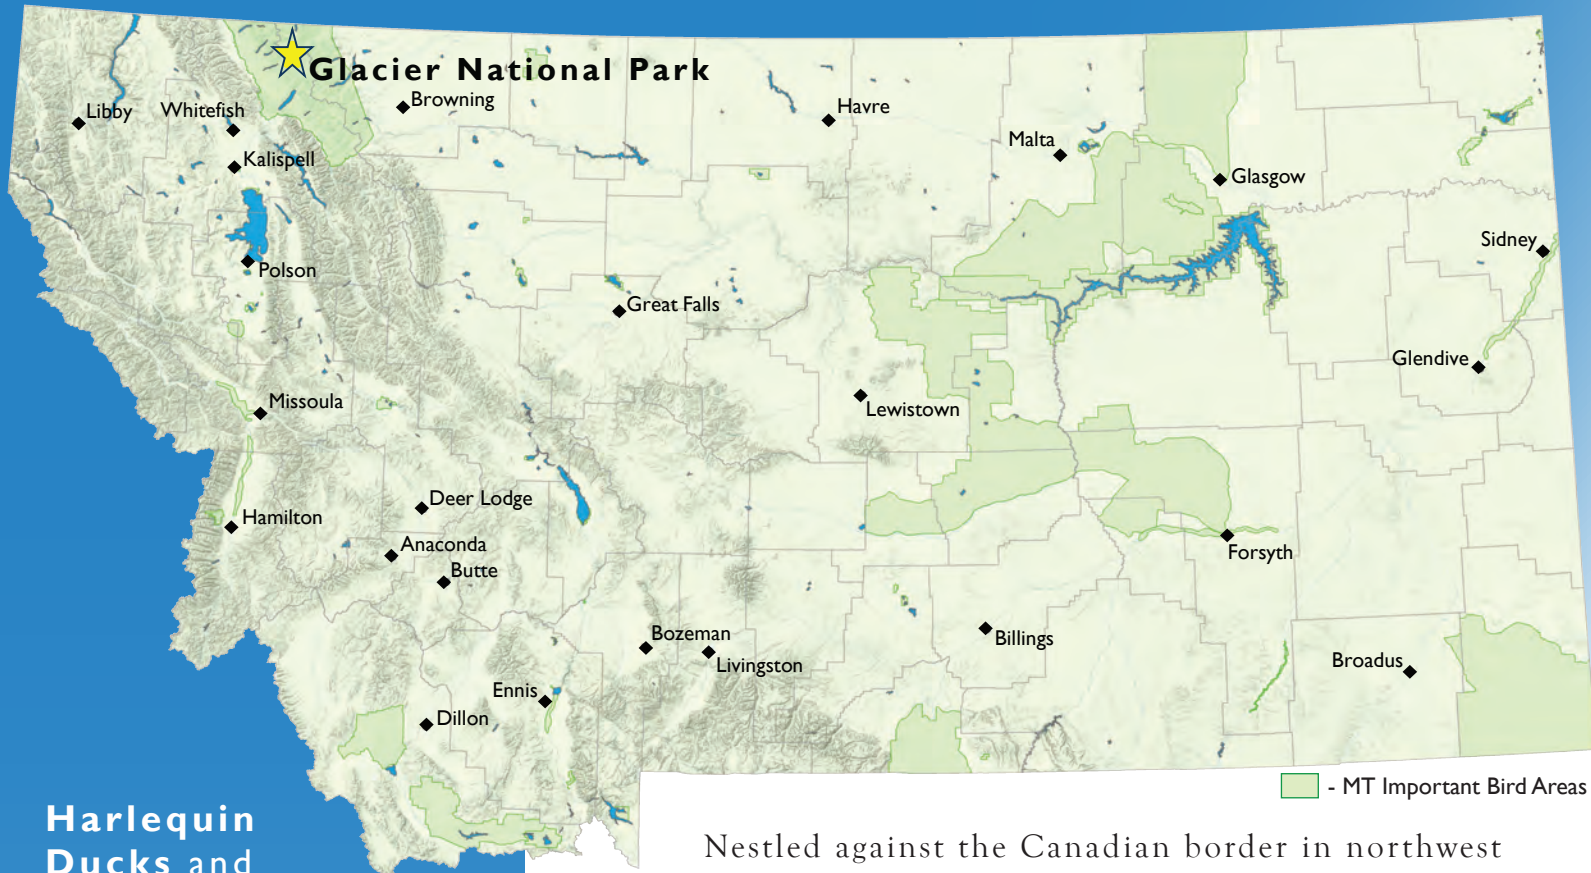 Glacier National Park
Libby
Whitefish
Browning
Havre
Malta
Kalispell
Glasgow
Sidney
Polson
Great Falls
Glendive
Missoula
Lewistown
Deer Lodge
Hamilton
Anaconda
Butte
Forsyth
Bozeman
Livingston
Billings
Broadus
Ennis
Dillon
- MT Important Bird Areas
Harlequin
Ducks and
Nestled against the Canadian border in northwest